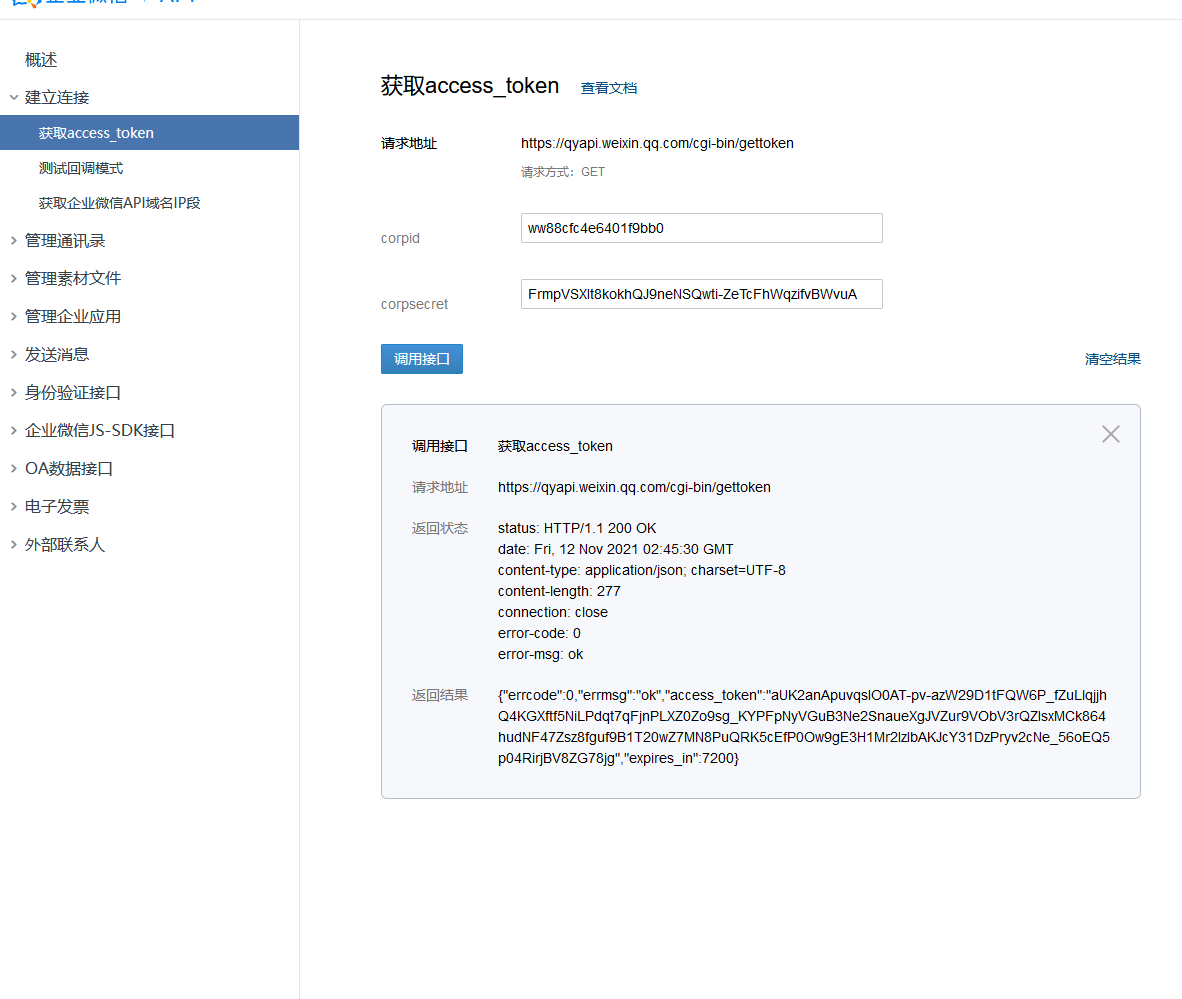 概述
建立连接
获取access_token
测试回调模式
获取企业微信API域名IP段
管理通讯录
管理素材文件
管理企业应用
发送消息
身份验证接口
企业微信JS-SDK接口
OA数据接口
电子发票
外部联系人
获取access_token 查看文档
请求地址 https://qyapi.weixin.qq.com/cgi-bin/gettoken
请求方式：GET
corpid ww88cfc4e6401f9bb0
corpsecret FrmpVSXlt8kokhQJ9neNSQwti-ZeTcFhWqzifvBWvuA
调用接口 清空结果
调用接口 获取access_token
请求地址 https://qyapi.weixin.qq.com/cgi-bin/gettoken
返回状态 status: HTTP/1.1 200 OK
date: Fri, 12 Nov 2021 02:45:30 GMT
content-type: application/json; charset=UTF-8
content-length: 277
connection: close
error-code: 0
error-msg: ok
返回结果 {"errcode":0,"errmsg":"ok","access_token":"aUK2anApuvqslO0AT-pv-azW29D1tFQW6P_fZuLlqjjh
Q4KGXftf5NiLPdqt7qFjnPLXZ0Zo9sg_KYPFpNyVGuB3Ne2SnaueXgJVZur9VObV3rQZlsxMCk864
hudNF47Zsz8fguf9B1T20wZ7MN8PuQRK5cEfP0Ow9gE3H1Mr2lzlbAKJcY31DzPryv2cNe_56oEQ5
p04RirjBV8ZG78jg","expires_in":7200}